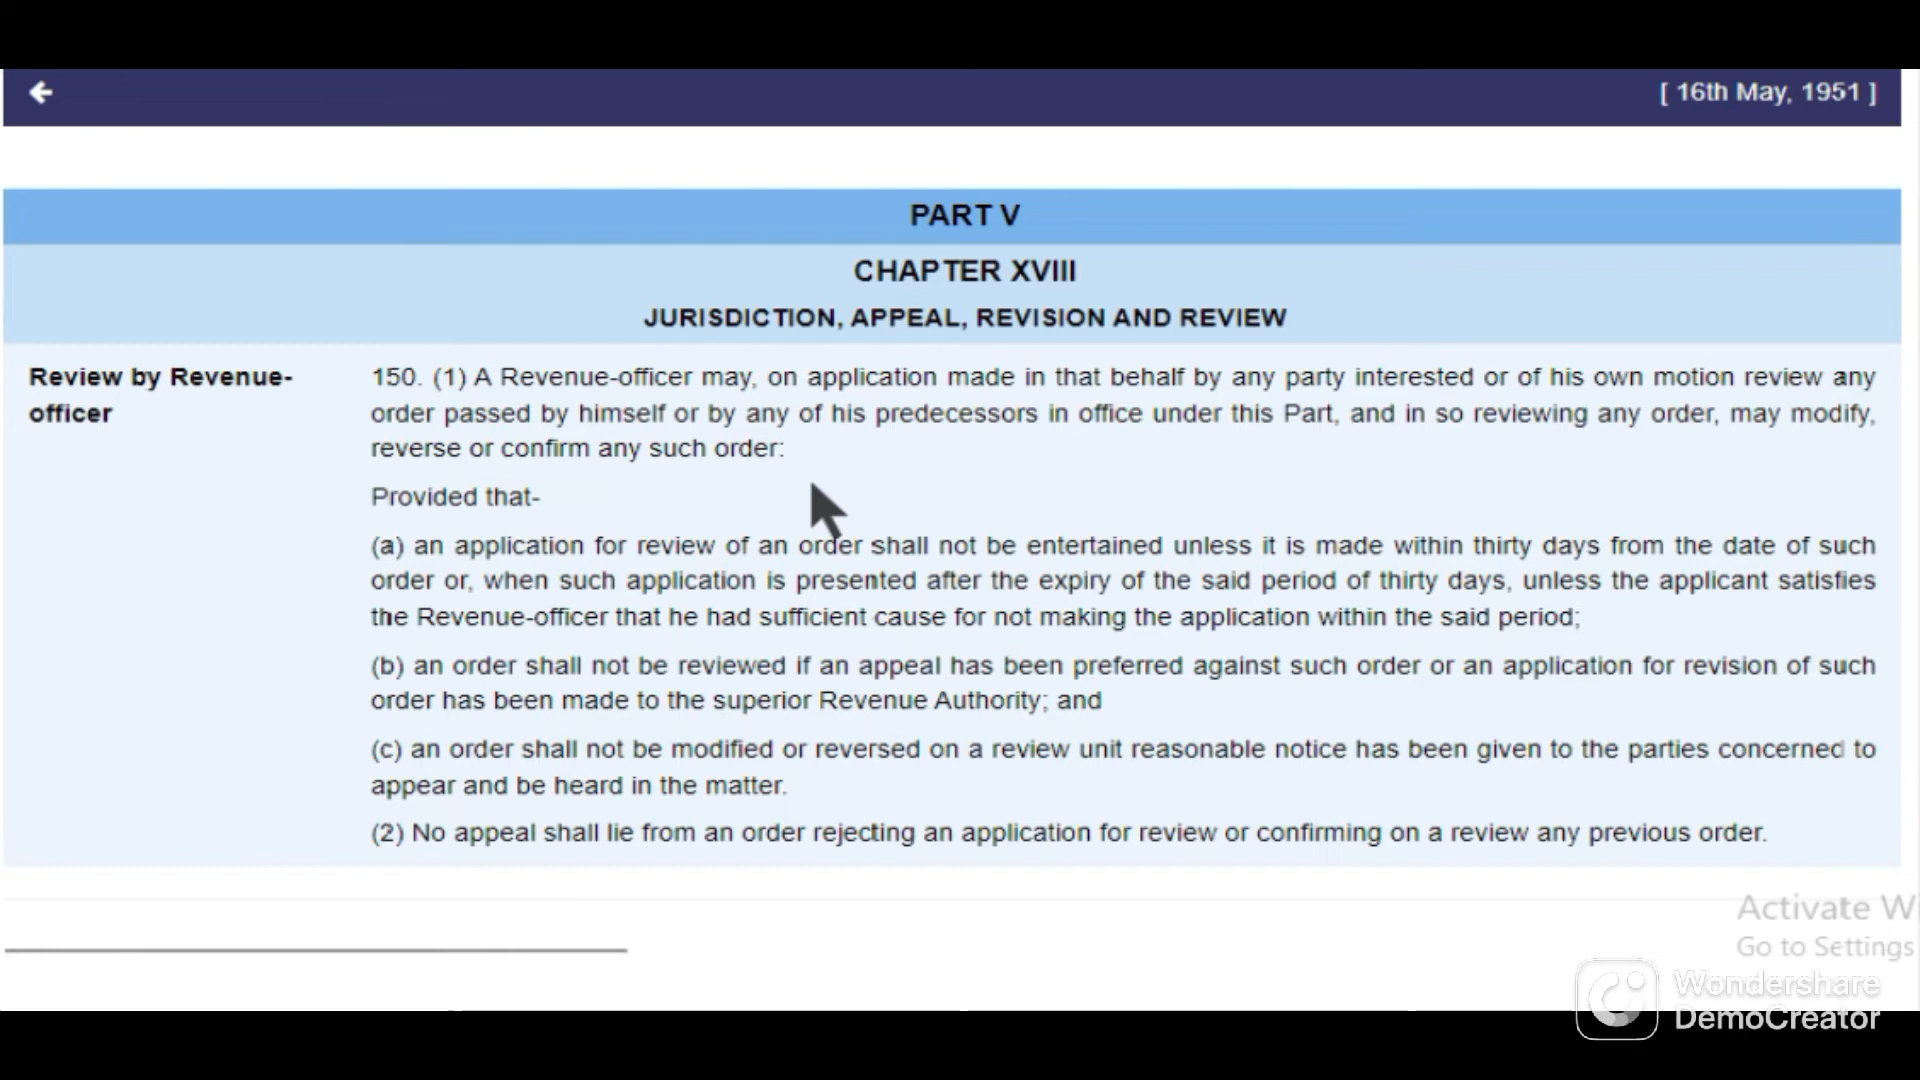 [ 16th May, 1951 ]
PART V
CHAPTER XVIII
JURISDICTION, APPEAL, REVISION AND REVIEW
Review by Revenue-
officer
150. (1) A Revenue-officer may, on application made in that behalf by any party interested or of his own motion review any
order passed by himself or by any of his predecessors in office under this Part, and in so reviewing any order, may modify,
reverse or confirm any such order:
Provided that-
(a) an application for review of an order shall not be entertained unless it is made within thirty days from the date of such
order or, when such application is presented after the expiry of the said period of thirty days, unless the applicant satisfies
the Revenue-officer that he had sufficient cause for not making the application within the said period;
(b) an order shall not be reviewed if an appeal has been preferred against such order or an application for revision of such
order has been made to the superior Revenue Authority; and
(c) an order shall not be modified or reversed on a review unit reasonable notice has been given to the parties concerned to
appear and be heard in the matter.
(2) No appeal shall lie from an order rejecting an application for review or confirming on a review any previous order.
Activate Wi
Go to Settings
Wondershare
DemoCreator